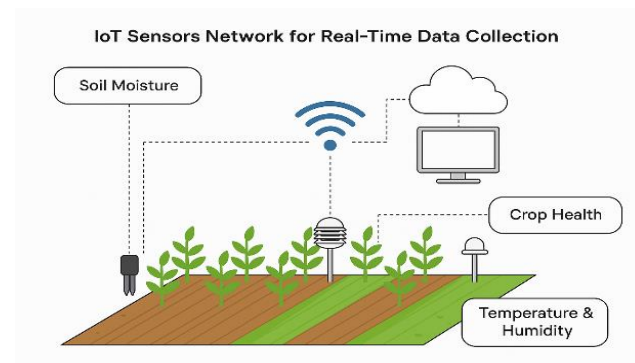 IoT Sensors Network for Real-Time Data Collection
Soil Moisture
Crop Health
Temperature &
Humidity